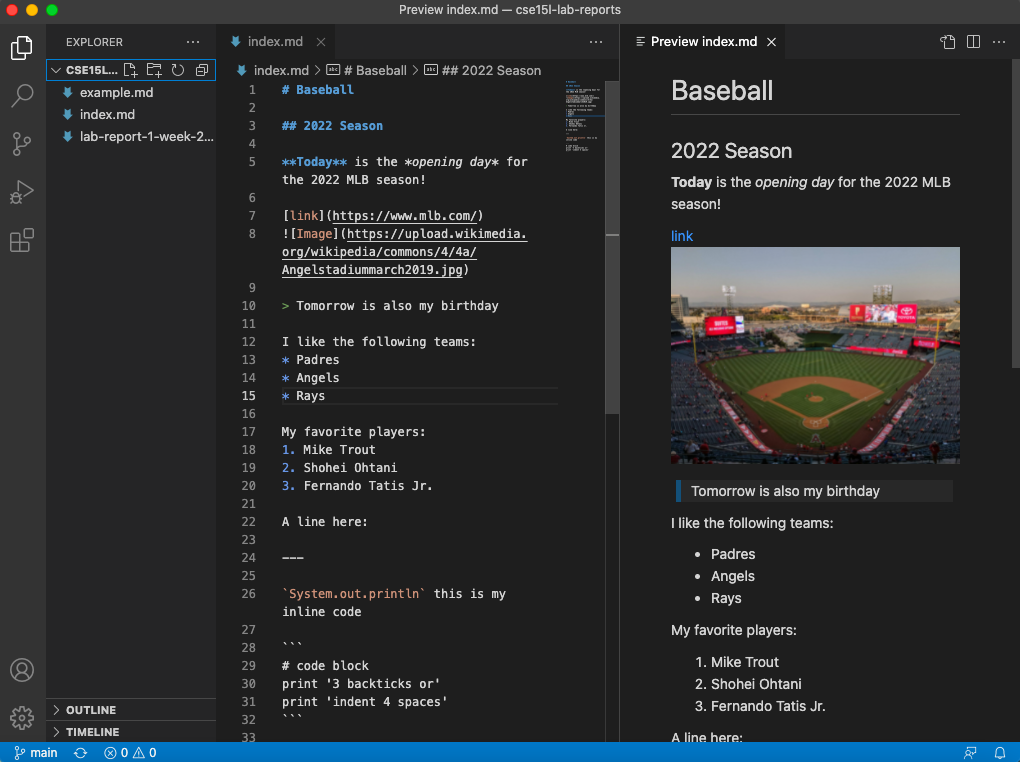 Preview index.md — cse15l-lab-reports
EXPLORER
CSE15L...
example.md
index.md
lab-report-1-week-2...
OUTLINE
TIMELINE
index.md
index.md > # Baseball > ## 2022 Season
1 # Baseball
2
3 ## 2022 Season
4
5 **Today** is the *opening day* for
the 2022 MLB season!
6
7 [link](https://www.mlb.com/)
8 ![Image](https://upload.wikimedia.
org/wikipedia/commons/4/4a/
Angelstadiummarch2019.jpg)
9
10 > Tomorrow is also my birthday
11
12 I like the following teams:
13 * Padres
14 * Angels
15 * Rays
16
17 My favorite players:
18 1. Mike Trout
19 2. Shohei Ohtani
20 3. Fernando Tatis Jr.
21
22 A line here:
23
24 ---
25
26 `System.out.println` this is my
inline code
27
28 ```
29 # code block
30 print '3 backticks or'
31 print 'indent 4 spaces'
32 ```
33
Preview index.md
Baseball
2022 Season
Today is the opening day for the 2022 MLB
season!
link
TOYOTA
Tomorrow is also my birthday
I like the following teams:
• Padres
• Angels
• Rays
My favorite players:
1. Mike Trout
2. Shohei Ohtani
3. Fernando Tatis Jr.
A line here:
main 0 0